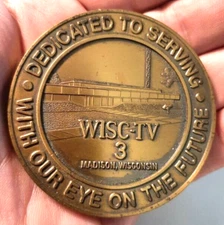 DEDICATED TO SERVING
WISC-TV
3
MADISON, WISCONSIN
WITH OUR EYE ON THE FUTURE